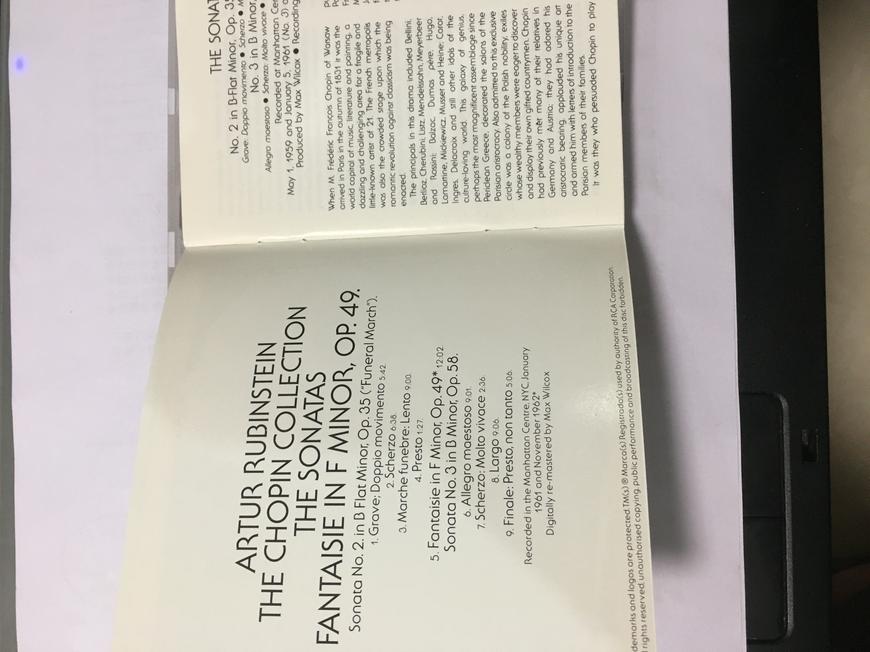 ARTUR RUBINSTEIN
THE CHOPIN COLLECTION
THE SONATAS
FANTAISIE IN F MINOR, OP. 49.
Sonata No. 2, in B Flat Minor, Op. 35 ("Funeral March").
1. Grave; Doppio movimento 5:42
2. Scherzo 6:38
3. Marche funebre: Lento 9:00
4. Presto 1:27
5. Fantaisie in F Minor, Op. 49* 12:02
Sonata No. 3 in B Minor, Op. 58.
6. Allegro maestoso 9:01
7. Scherzo: Molto vivace 2:36
8. Largo 9:06
9. Finale: Presto, non tanto 5:06
Recorded in the Manhattan Centre, NYC, January
1961 and November 1962*
Digitally re-mastered by Max Wilcox
demarks and logos are protected TM(s) ® Marca(s) Registrada(s) used by authority of RCA Corporation.
l rights reserved, unauthorised copying, public performance and broadcasting of this disc forbidden.
THE SONAT
No. 2 in B-Flat Minor, Op. 35
Grave; Doppio movimento • Scherzo • M
No. 3 in B Minor,
Allegro maestoso • Scherzo: Molto vivace •
Recorded at Manhattan Cen
May 1, 1959 and January 5, 1961 (No. 3) a
Produced by Max Wilcox • Recording
When M. Frédéric François Chopin of Warsaw
arrived in Paris in the autumn of 1831 it was the
world capital of music, literature and painting, a
dazzling and challenging area for a fragile and
little-known artist of 21. The French metropolis
was also the crowded stage upon which the
romantic revolution against classicism was being
enacted.
The principals in this drama included Bellini,
Berlioz, Cherubini, Liszt, Mendelssohn, Meyerbeer
and Rossini; Balzac, Dumas père, Hugo,
Lamartine, Mickiewicz, Musset and Heine; Corot,
Ingres, Delacroix and still other idols of the
culture-loving world. This galaxy of genius,
perhaps the most magnificent assemblage since
Periclean Greece, decorated the salons of the
Parisian aristocracy. Also admitted to this exclusive
circle was a colony of the Polish nobility, exiles
whose wealthy members were eager to discover
and display their own gifted countrymen. Chopin
had previously met many of their relatives in
Germany and Austria; they had adored his
aristocratic bearing, applauded his unique art
and armed him with letters of introduction to the
Parisian members of their families.
It was they who persuaded Chopin to play